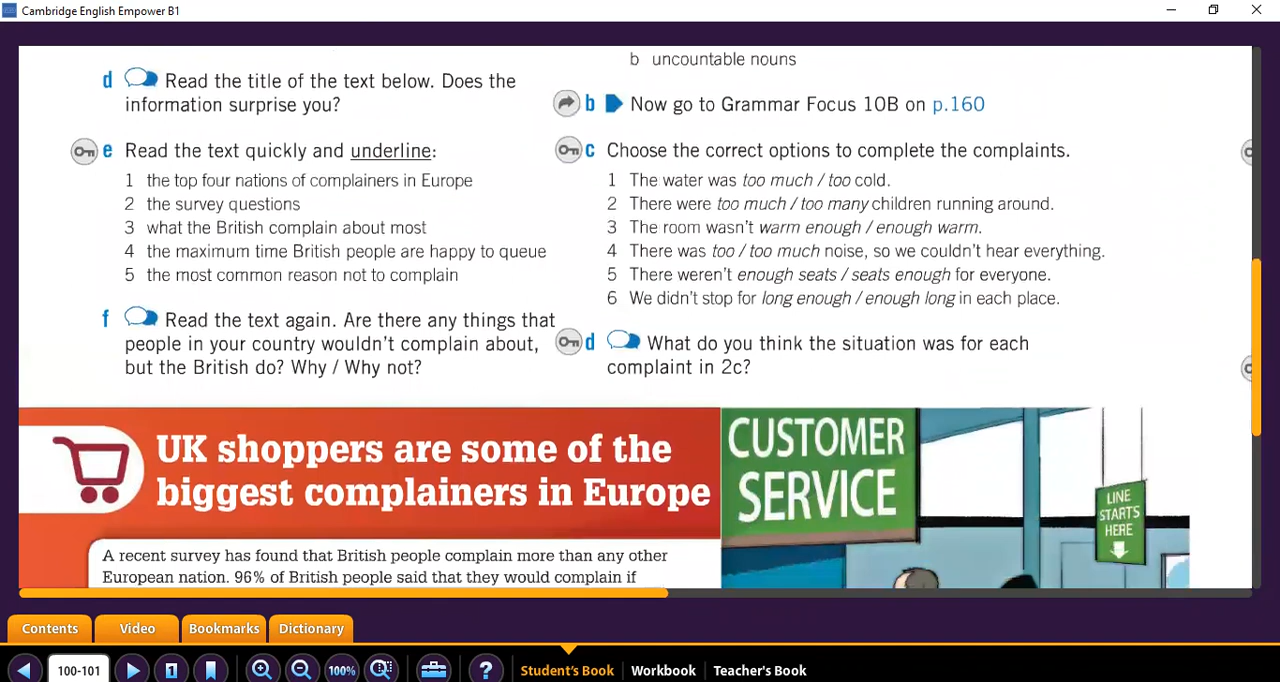 Cambridge English Empower B1
d Read the title of the text below. Does the
information surprise you?
e Read the text quickly and underline:
1 the top four nations of complainers in Europe
2 the survey questions
3 what the British complain about most
4 the maximum time British people are happy to queue
5 the most common reason not to complain
f Read the text again. Are there any things that
people in your country wouldn't complain about,
but the British do? Why / Why not?
b uncountable nouns
b Now go to Grammar Focus 10B on p.160
c Choose the correct options to complete the complaints.
1 The water was too much / too cold.
2 There were too much / too many children running around.
3 The room wasn't warm enough / enough warm.
4 There was too / too much noise, so we couldn't hear everything.
5 There weren't enough seats / seats enough for everyone.
6 We didn't stop for long enough / enough long in each place.
d What do you think the situation was for each
complaint in 2c?
UK shoppers are some of the
biggest complainers in Europe
A recent survey has found that British people complain more than any other
European nation. 96% of British people said that they would complain if
CUSTOMER
SERVICE
LINE
STARTS
HERE
Contents
Video
Bookmarks
Dictionary
100-101
1
100%
?
Student's Book
Workbook
Teacher's Book